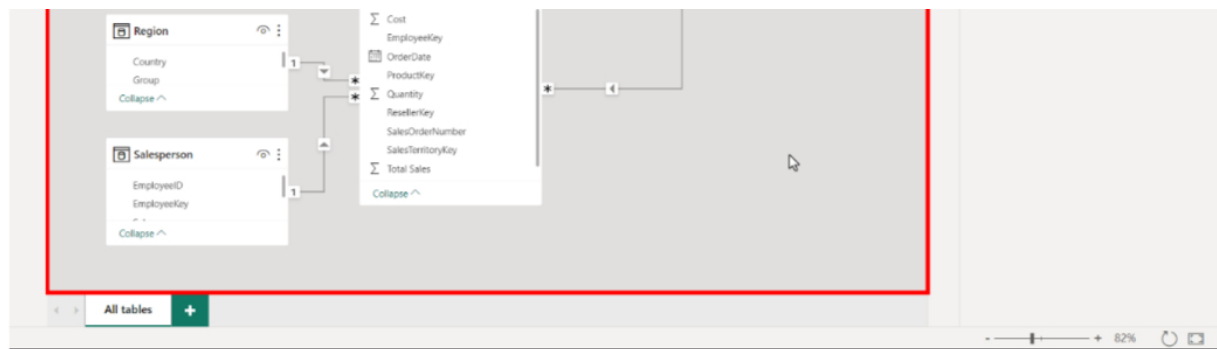 Region
Country
Group
Collapse
Salesperson
EmployeeID
EmployeeKey
Collapse
1
1
*
*
*
Cost
EmployeeKey
OrderDate
ProductKey
Quantity
ResellerKey
SalesOrderNumber
SalesTerritoryKey
Total Sales
Collapse
All tables
+
- + 82%